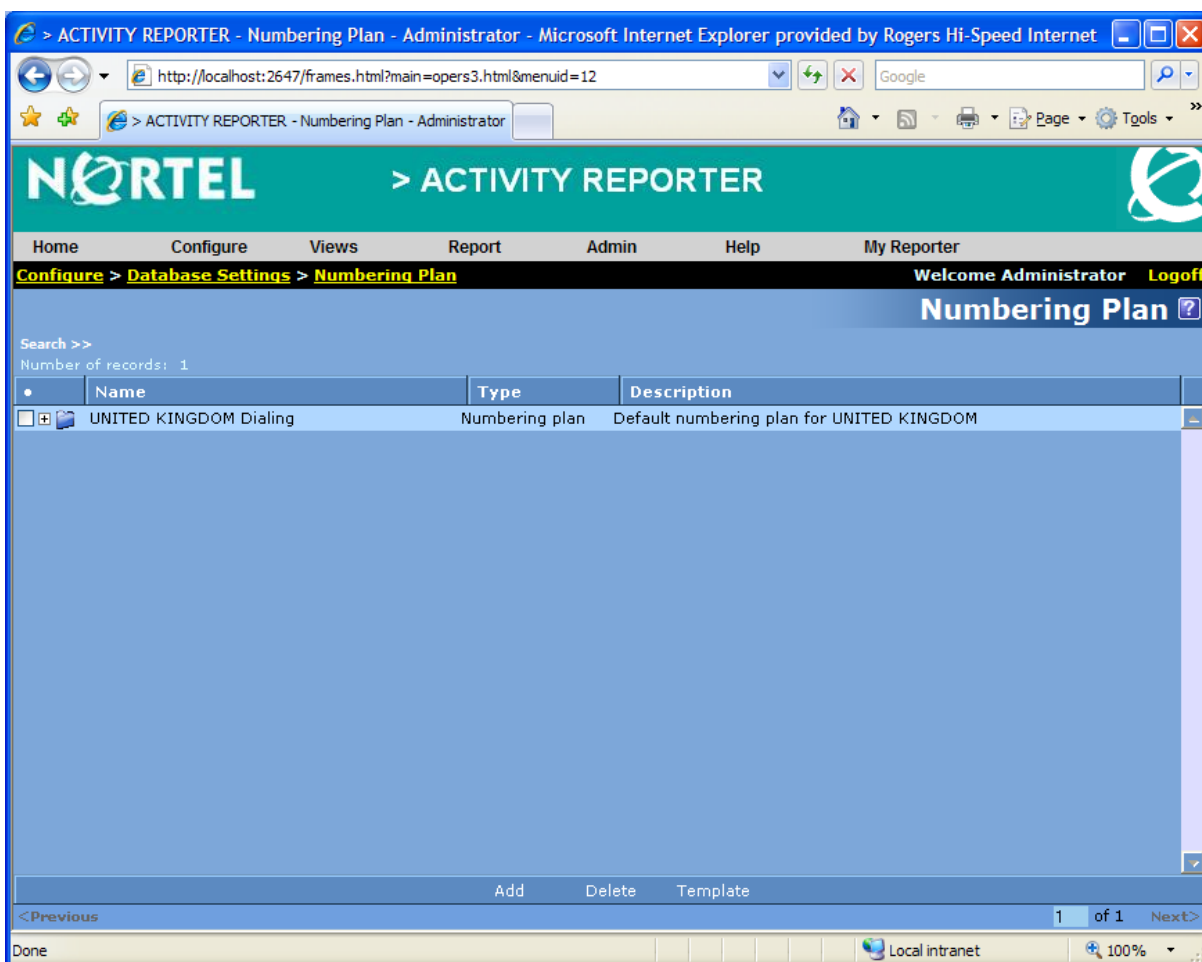 > ACTIVITY REPORTER - Numbering Plan - Administrator - Microsoft Internet Explorer provided by Rogers Hi-Speed Internet
http://localhost:2647/frames.html?main=opers3.html&menuid=12
Google
> ACTIVITY REPORTER - Numbering Plan - Administrator
Page
Tools
»
NORTEL
> ACTIVITY REPORTER
Home Configure Views Report Admin Help My Reporter
Configure > Database Settings > Numbering Plan
Welcome Administrator Logoff
Numbering Plan ?
Search >>
Number of records: 1
• Name Type Description
UNITED KINGDOM Dialing Numbering plan Default numbering plan for UNITED KINGDOM
Add Delete Template
<Previous 1 of 1 Next>
Done Local intranet 100%